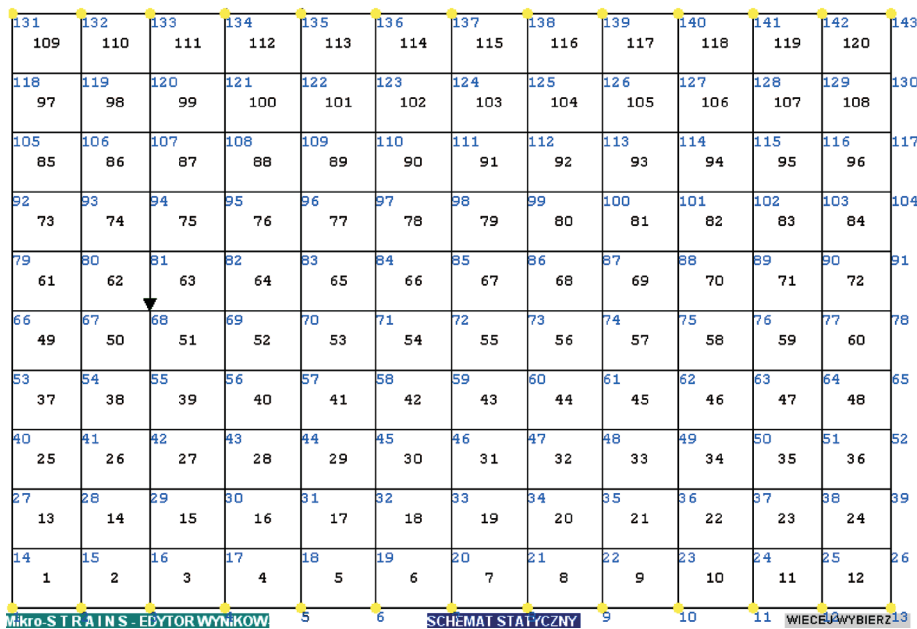 131 132 133 134 135 136 137 138 139 140 141 142 143
109 110 111 112 113 114 115 116 117 118 119 120
118 119 120 121 122 123 124 125 126 127 128 129 130
97 98 99 100 101 102 103 104 105 106 107 108
105 106 107 108 109 110 111 112 113 114 115 116 117
85 86 87 88 89 90 91 92 93 94 95 96
92 93 94 95 96 97 98 99 100 101 102 103 104
73 74 75 76 77 78 79 80 81 82 83 84
79 80 81 82 83 84 85 86 87 88 89 90 91
61 62 63 64 65 66 67 68 69 70 71 72
66 67 68 69 70 71 72 73 74 75 76 77 78
49 50 51 52 53 54 55 56 57 58 59 60
53 54 55 56 57 58 59 60 61 62 63 64 65
37 38 39 40 41 42 43 44 45 46 47 48
40 41 42 43 44 45 46 47 48 49 50 51 52
25 26 27 28 29 30 31 32 33 34 35 36
27 28 29 30 31 32 33 34 35 36 37 38 39
13 14 15 16 17 18 19 20 21 22 23 24
14 15 16 17 18 19 20 21 22 23 24 25 26
1 2 3 4 5 6 7 8 9 10 11 12
Mikro-S T R A I N S - EDYTOR WYNIKOW 5 6 SCHEMAT STATYCZNY 9 10 11 WIECEJ-WYBIERZ 13